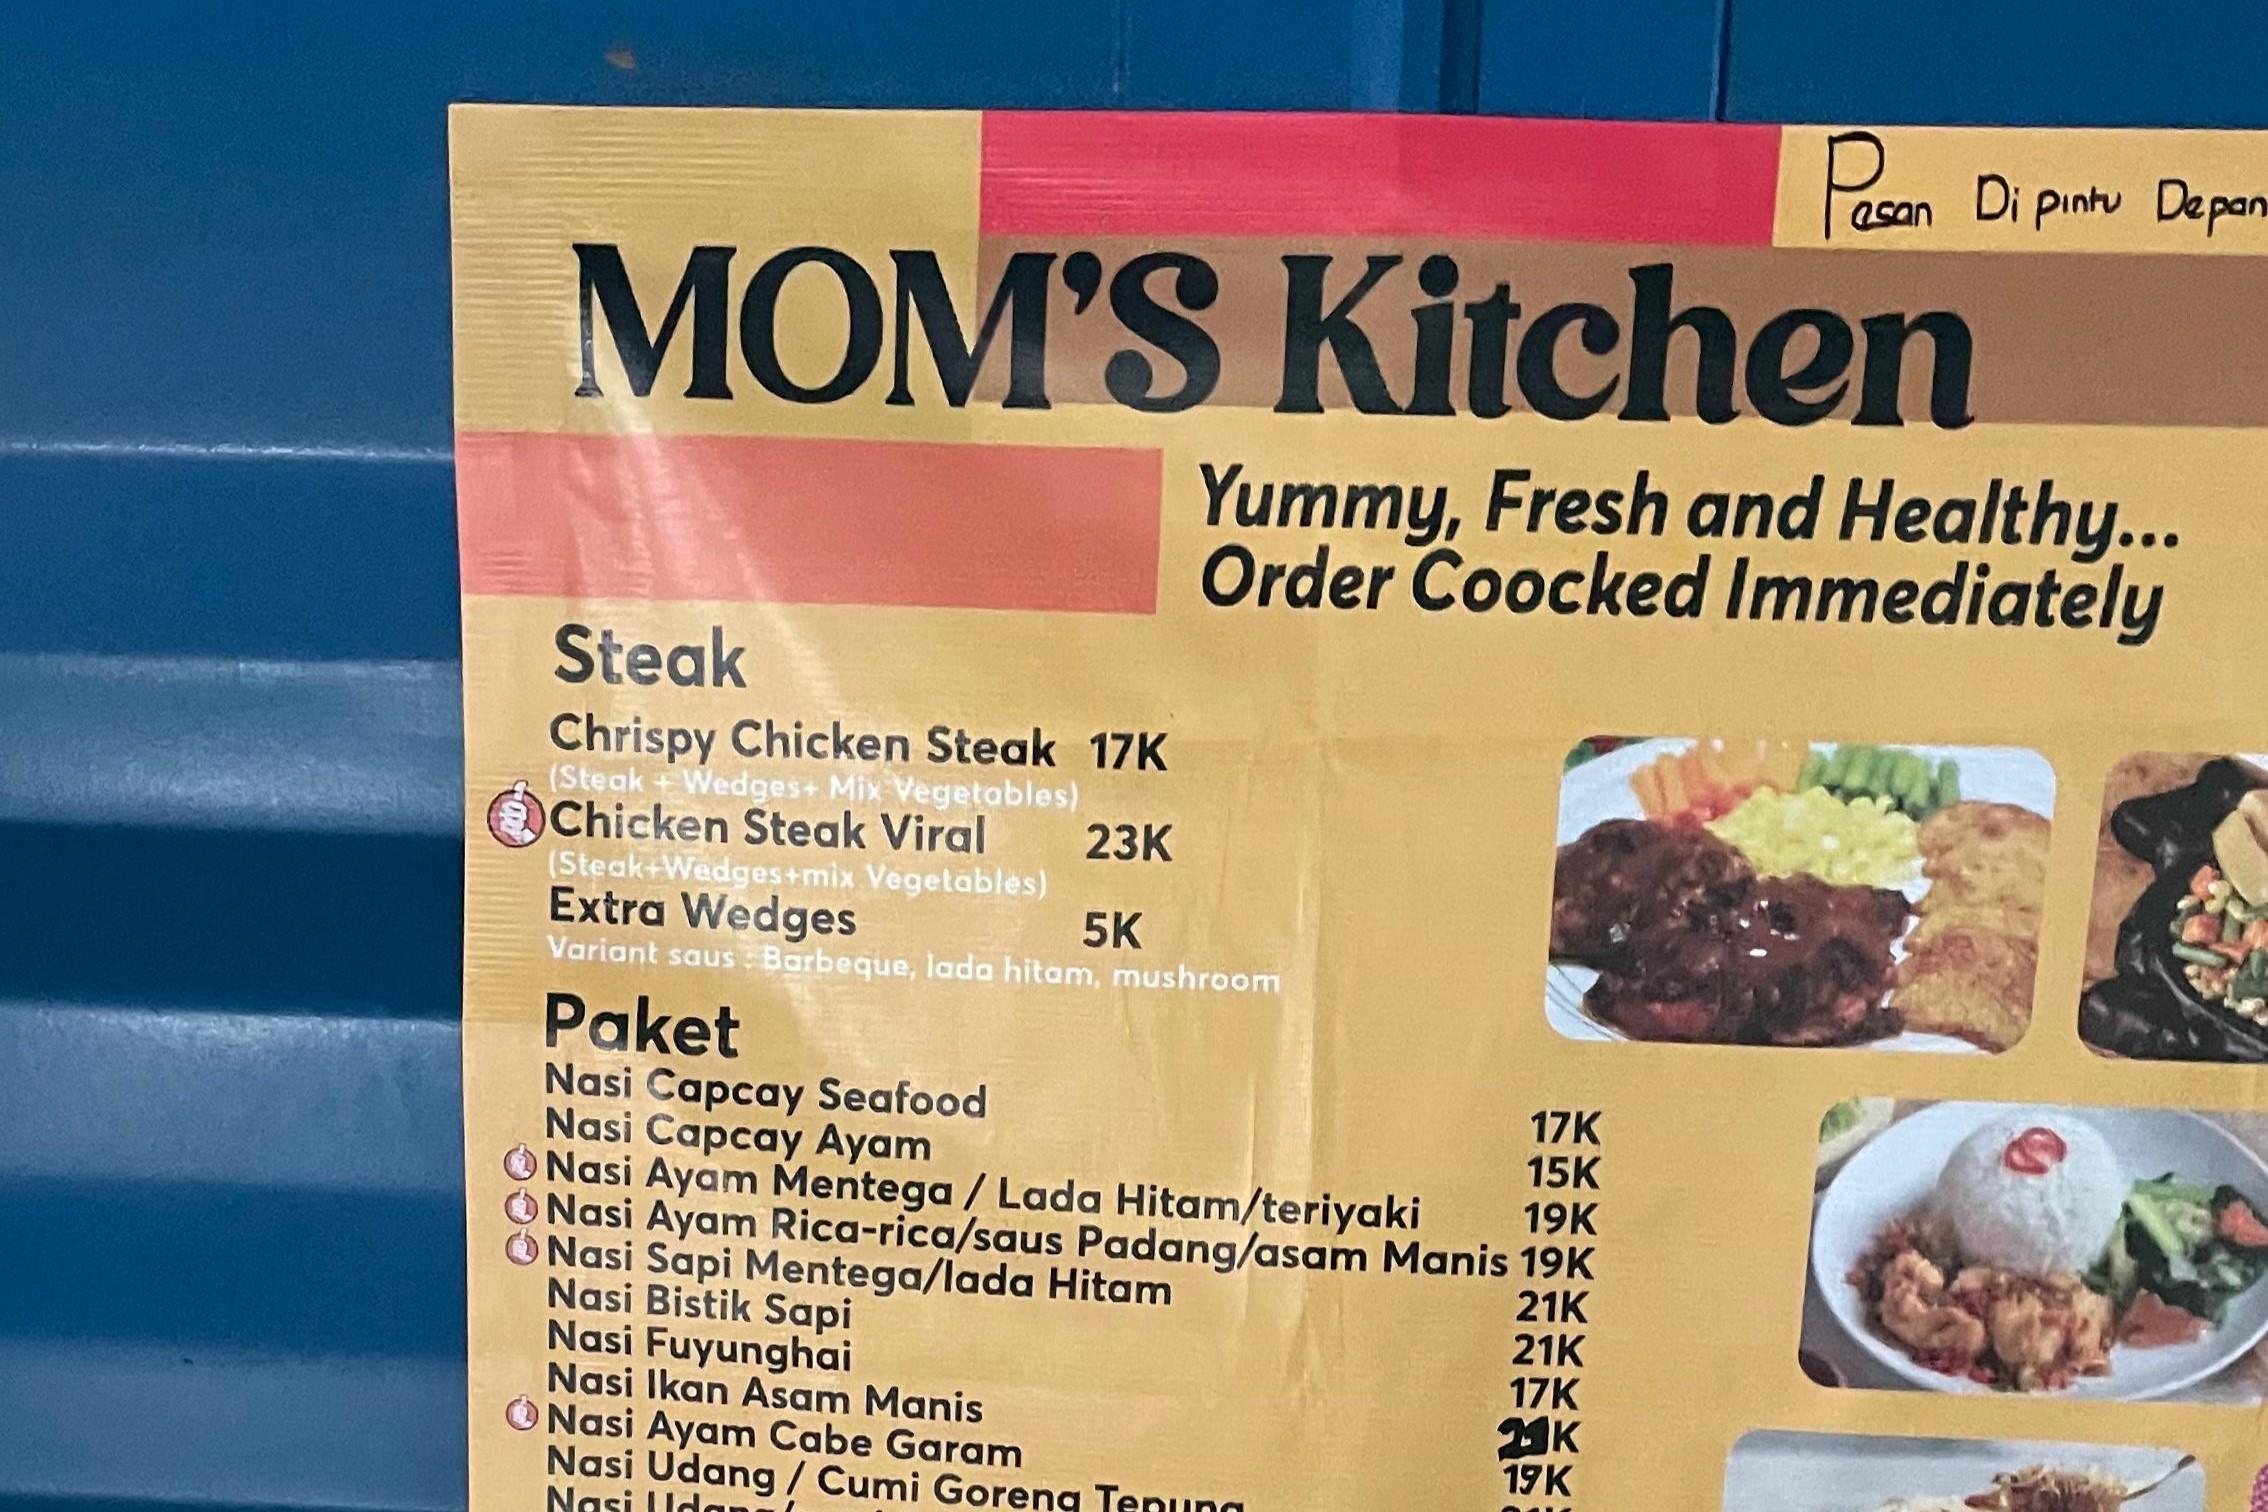 Pesan Di pintu Depan
MOM'S Kitchen
Yummy, Fresh and Healthy...
Order Coocked Immediately
Steak
Chrispy Chicken Steak 17K
(Steak + Wedges+ Mix Vegetables)
Chicken Steak Viral 23K
(Steak+Wedges+mix Vegetables)
Extra Wedges 5K
Variant saus : Barbeque, lada hitam, mushroom
Paket
Nasi Capcay Seafood 17K
Nasi Capcay Ayam 15K
Nasi Ayam Mentega / Lada Hitam/teriyaki 19K
Nasi Ayam Rica-rica/saus Padang/asam Manis 19K
Nasi Sapi Mentega/lada Hitam 21K
Nasi Bistik Sapi 21K
Nasi Fuyunghai 17K
Nasi Ikan Asam Manis
Nasi Ayam Cabe Garam 19K
Nasi Udang / Cumi Goreng Tepung
Nasi